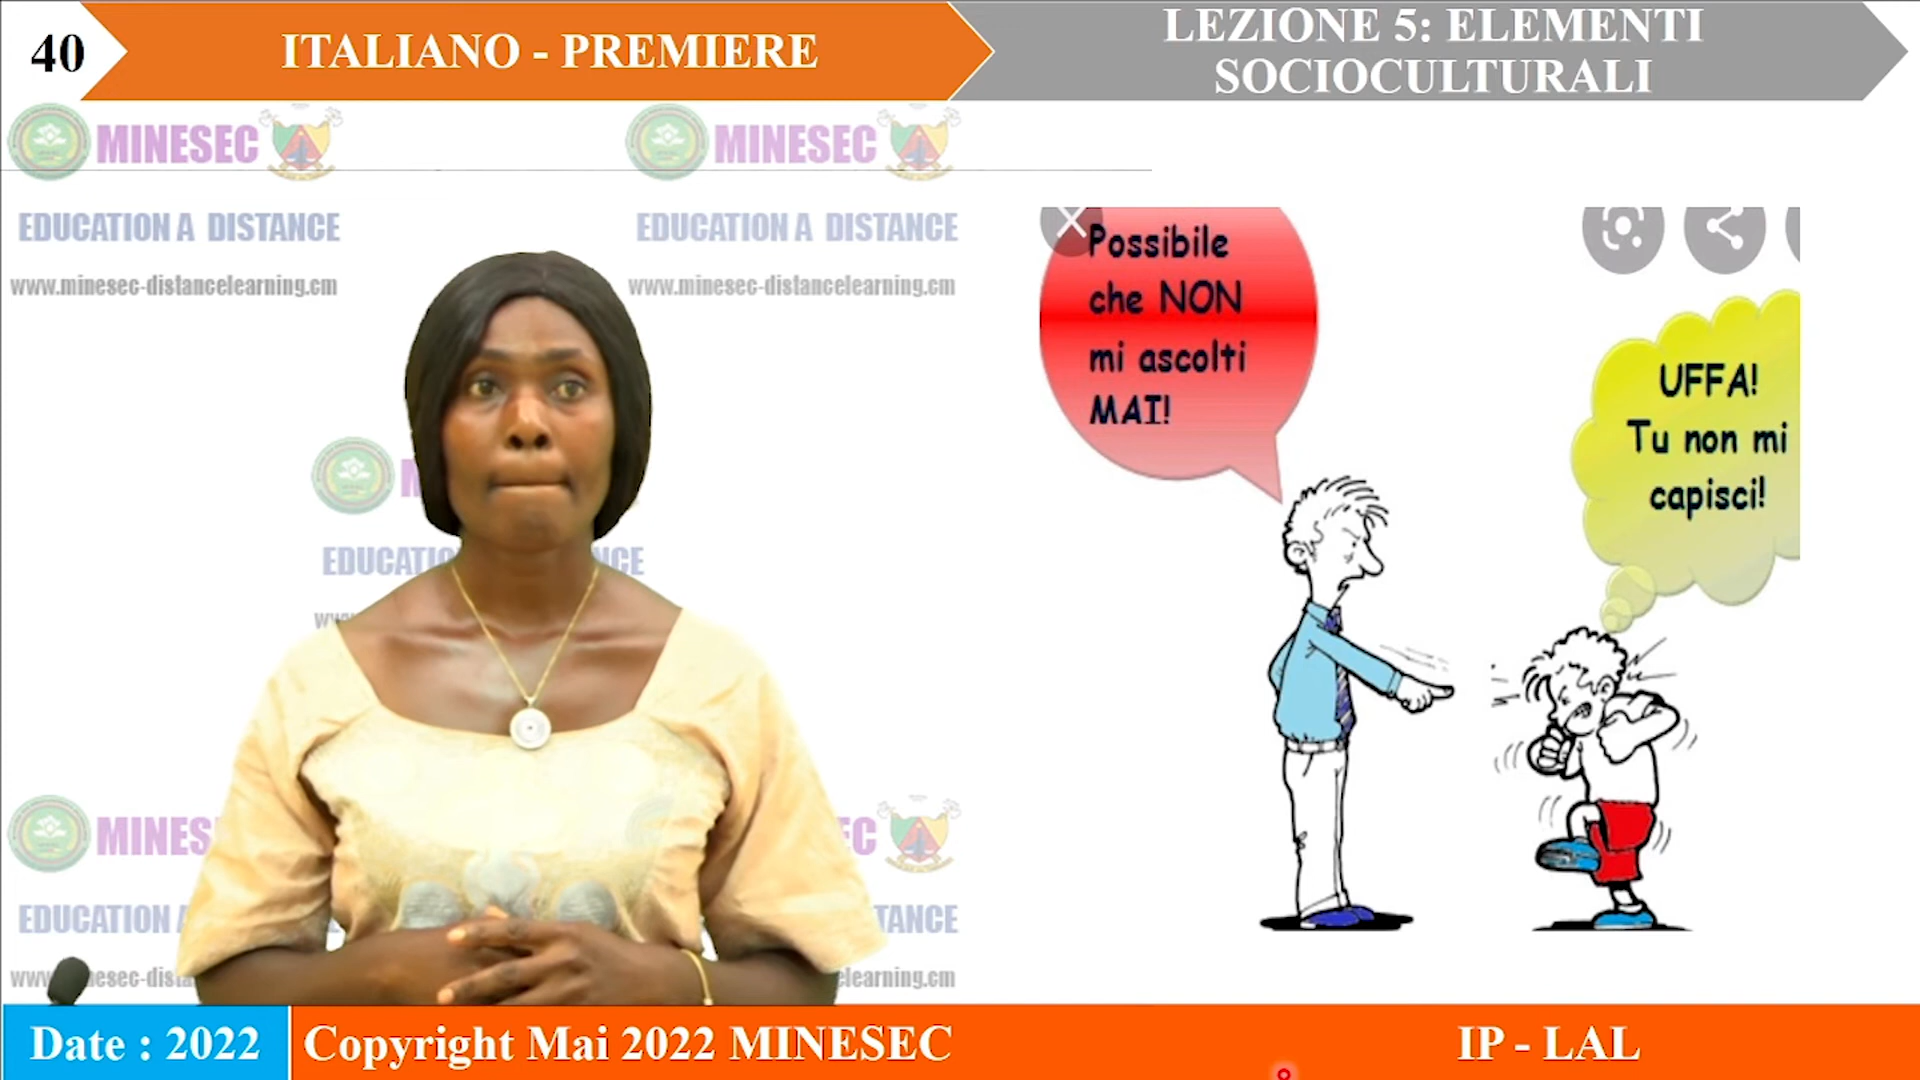 40
ITALIANO - PREMIERE
LEZIONE 5: ELEMENTI
SOCIOCULTURALI
MINESEC
MINESEC
EDUCATION A DISTANCE
EDUCATION A DISTANCE
www.minesec-distancelearning.cm
www.minesec-distancelearning.cm
Possibile
che NON
mi ascolti
MAI!
UFFA!
Tu non mi
capisci!
Date : 2022
Copyright Mai 2022 MINESEC
IP - LAL